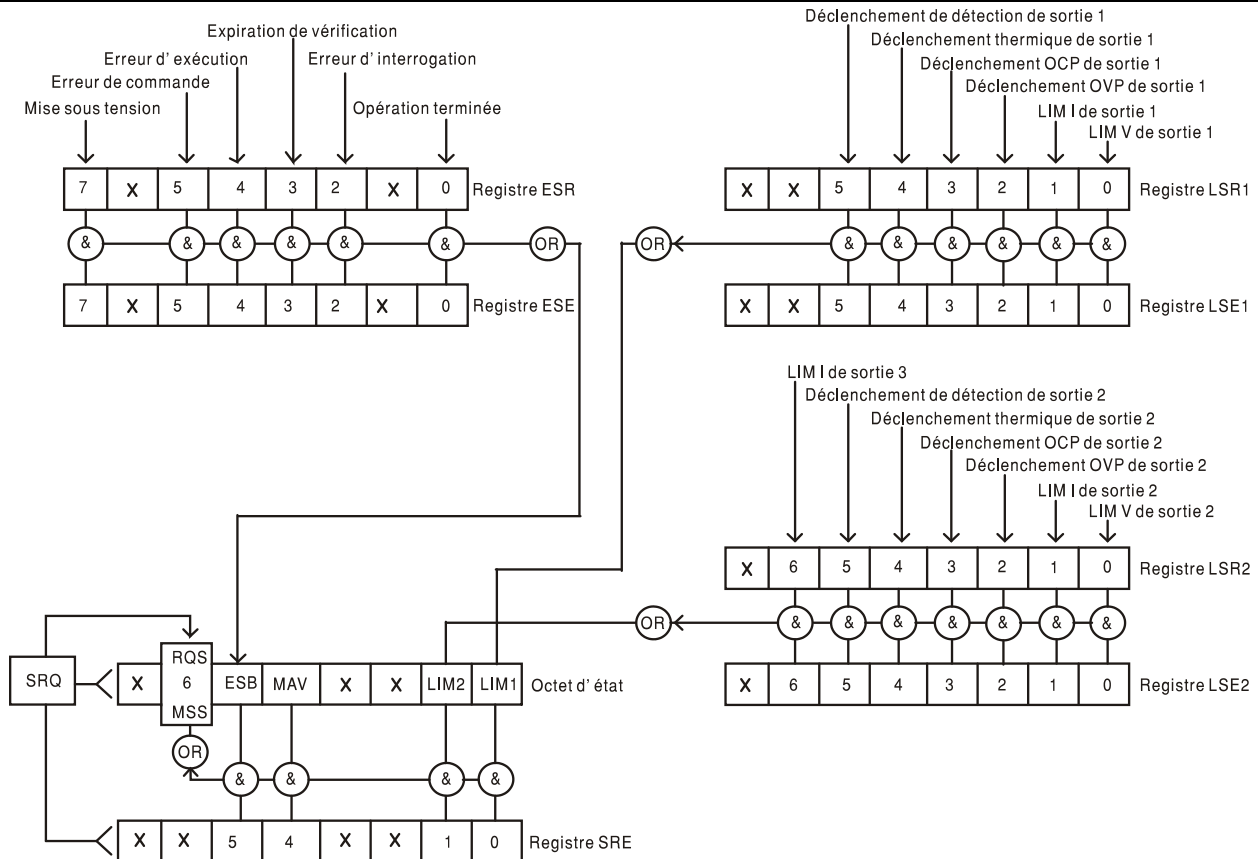 Expiration de vérification
Erreur d' exécution
Erreur d' interrogation
Erreur de commande
Mise sous tension
Opération terminée
7 X 5 4 3 2 X 0 Registre ESR
& & & & & & OR
7 X 5 4 3 2 X 0 Registre ESE
Déclenchement de détection de sortie 1
Déclenchement thermique de sortie 1
Déclenchement OCP de sortie 1
Déclenchement OVP de sortie 1
LIM I de sortie 1
LIM V de sortie 1
X X 5 4 3 2 1 0 Registre LSR1
OR & & & & & &
X X 5 4 3 2 1 0 Registre LSE1
LIM I de sortie 3
Déclenchement de détection de sortie 2
Déclenchement thermique de sortie 2
Déclenchement OCP de sortie 2
Déclenchement OVP de sortie 2
LIM I de sortie 2
LIM V de sortie 2
X 6 5 4 3 2 1 0 Registre LSR2
OR & & & & & & &
X 6 5 4 3 2 1 0 Registre LSE2
RQS
SRQ X 6 ESB MAV X X LIM2 LIM1 Octet d' état
MSS
OR
& & & &
X X 5 4 X X 1 0 Registre SRE